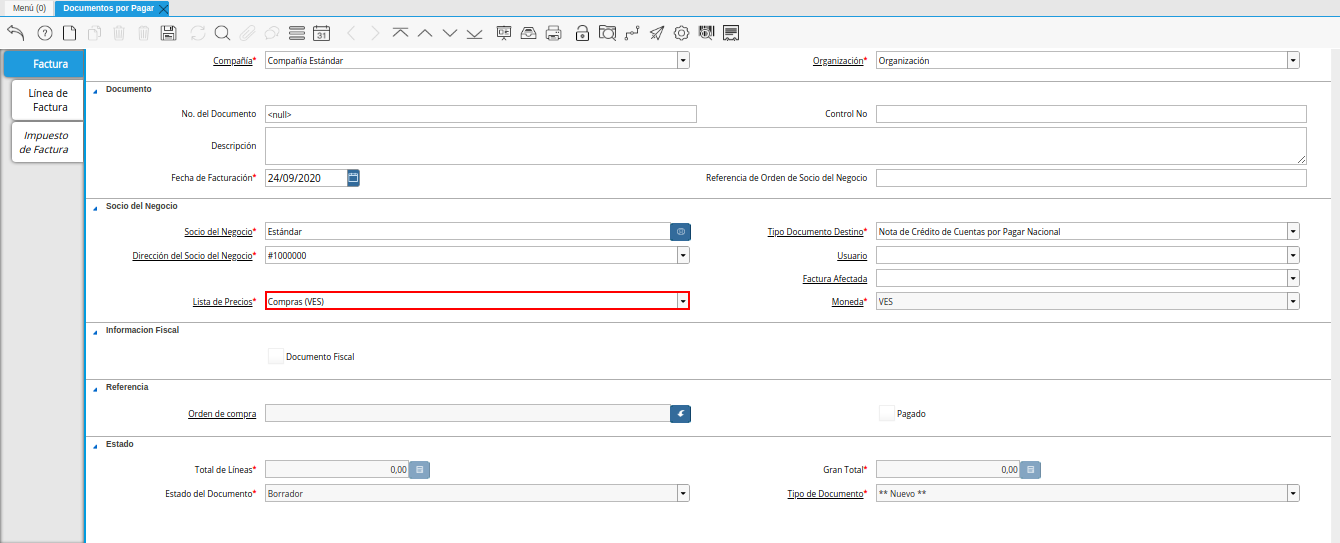 Menú (0) Documentos por Pagar
31
Factura
Línea de
Factura
Impuesto
de Factura
Compañía* Compañía Estándar Organización* Organización
Documento
No. del Documento <null> Control No
Descripción
Fecha de Facturación* 24/09/2020 Referencia de Orden de Socio del Negocio
Socio del Negocio
Socio del Negocio* Estándar Tipo Documento Destino* Nota de Crédito de Cuentas por Pagar Nacional
Dirección del Socio del Negocio* #1000000 Usuario
Factura Afectada
Lista de Precios* Compras (VES) Moneda* VES
Informacion Fiscal
Documento Fiscal
Referencia
Orden de compra Pagado
Estado
Total de Líneas* 0,00 Gran Total* 0,00
Estado del Documento* Borrador Tipo de Documento* ** Nuevo **